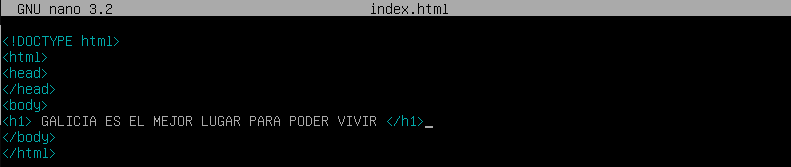 GNU nano 3.2 index.html
<!DOCTYPE html>
<html>
<head>
</head>
<body>
<h1> GALICIA ES EL MEJOR LUGAR PARA PODER VIVIR </h1>
</body>
</html>